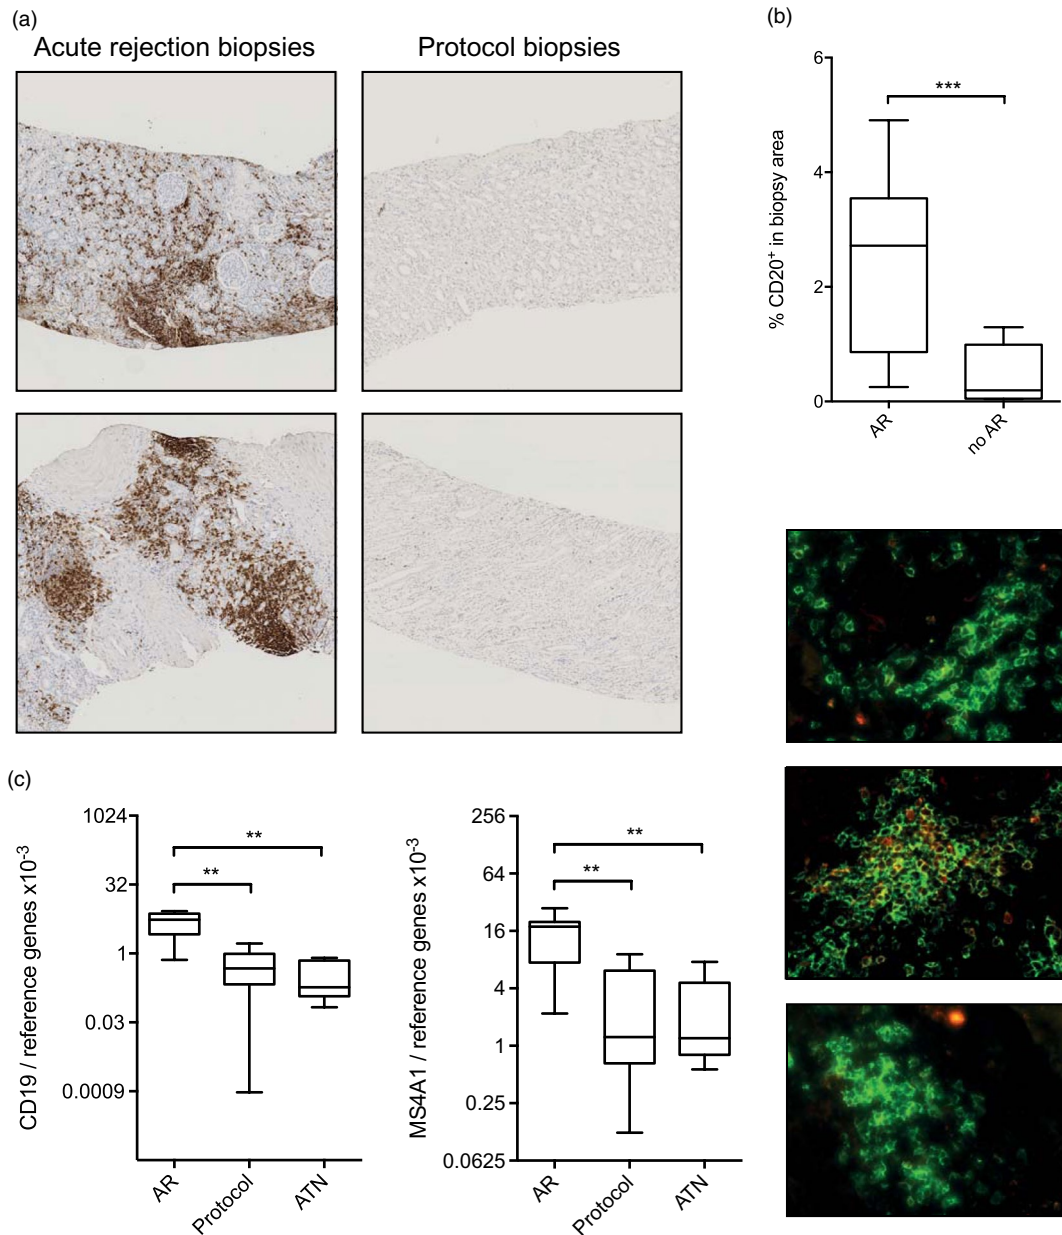 (a)
Acute rejection biopsies
Protocol biopsies
(b)
% CD20⁺ in biopsy area
6
4
2
0
***
AR
no AR
(c)
CD19 / reference genes x10⁻³
1024
32
1
0.03
0.0009
**
**
AR
Protocol
ATN
MS4A1 / reference genes x10⁻³
256
64
16
4
1
0.25
0.0625
**
**
AR
Protocol
ATN